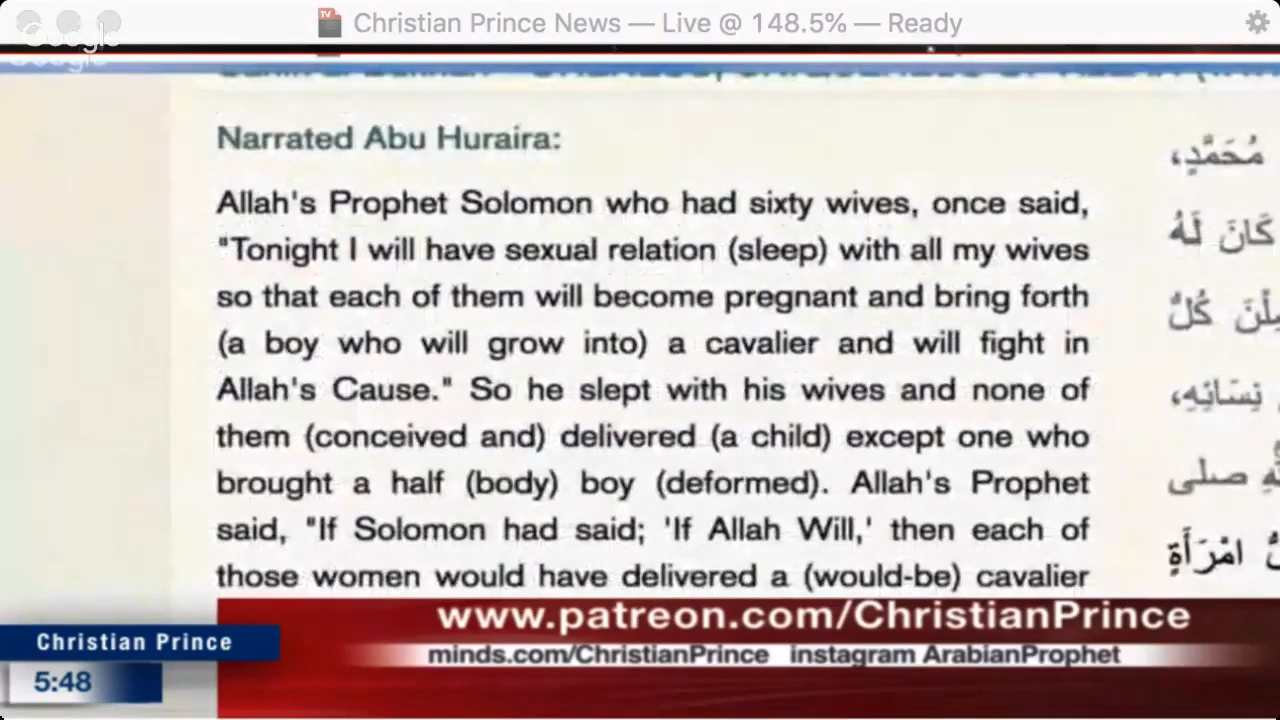 Christian Prince News — Live @ 148.5% — Ready
Google
Google
Narrated Abu Huraira:
Allah's Prophet Solomon who had sixty wives, once said,
"Tonight I will have sexual relation (sleep) with all my wives
so that each of them will become pregnant and bring forth
(a boy who will grow into) a cavalier and will fight in
Allah's Cause." So he slept with his wives and none of
them (conceived and) delivered (a child) except one who
brought a half (body) boy (deformed). Allah's Prophet
said, "If Solomon had said; 'If Allah Will,' then each of
those women would have delivered a (would-be) cavalier
مُحَمَّدٍ،
كَانَ لَهُ
كُلُّ
نِسَائِهِ،
صلى
امْرَأَةٍ
www.patreon.com/ChristianPrince
minds.com/ChristianPrince instagram ArabianProphet
Christian Prince
5:48